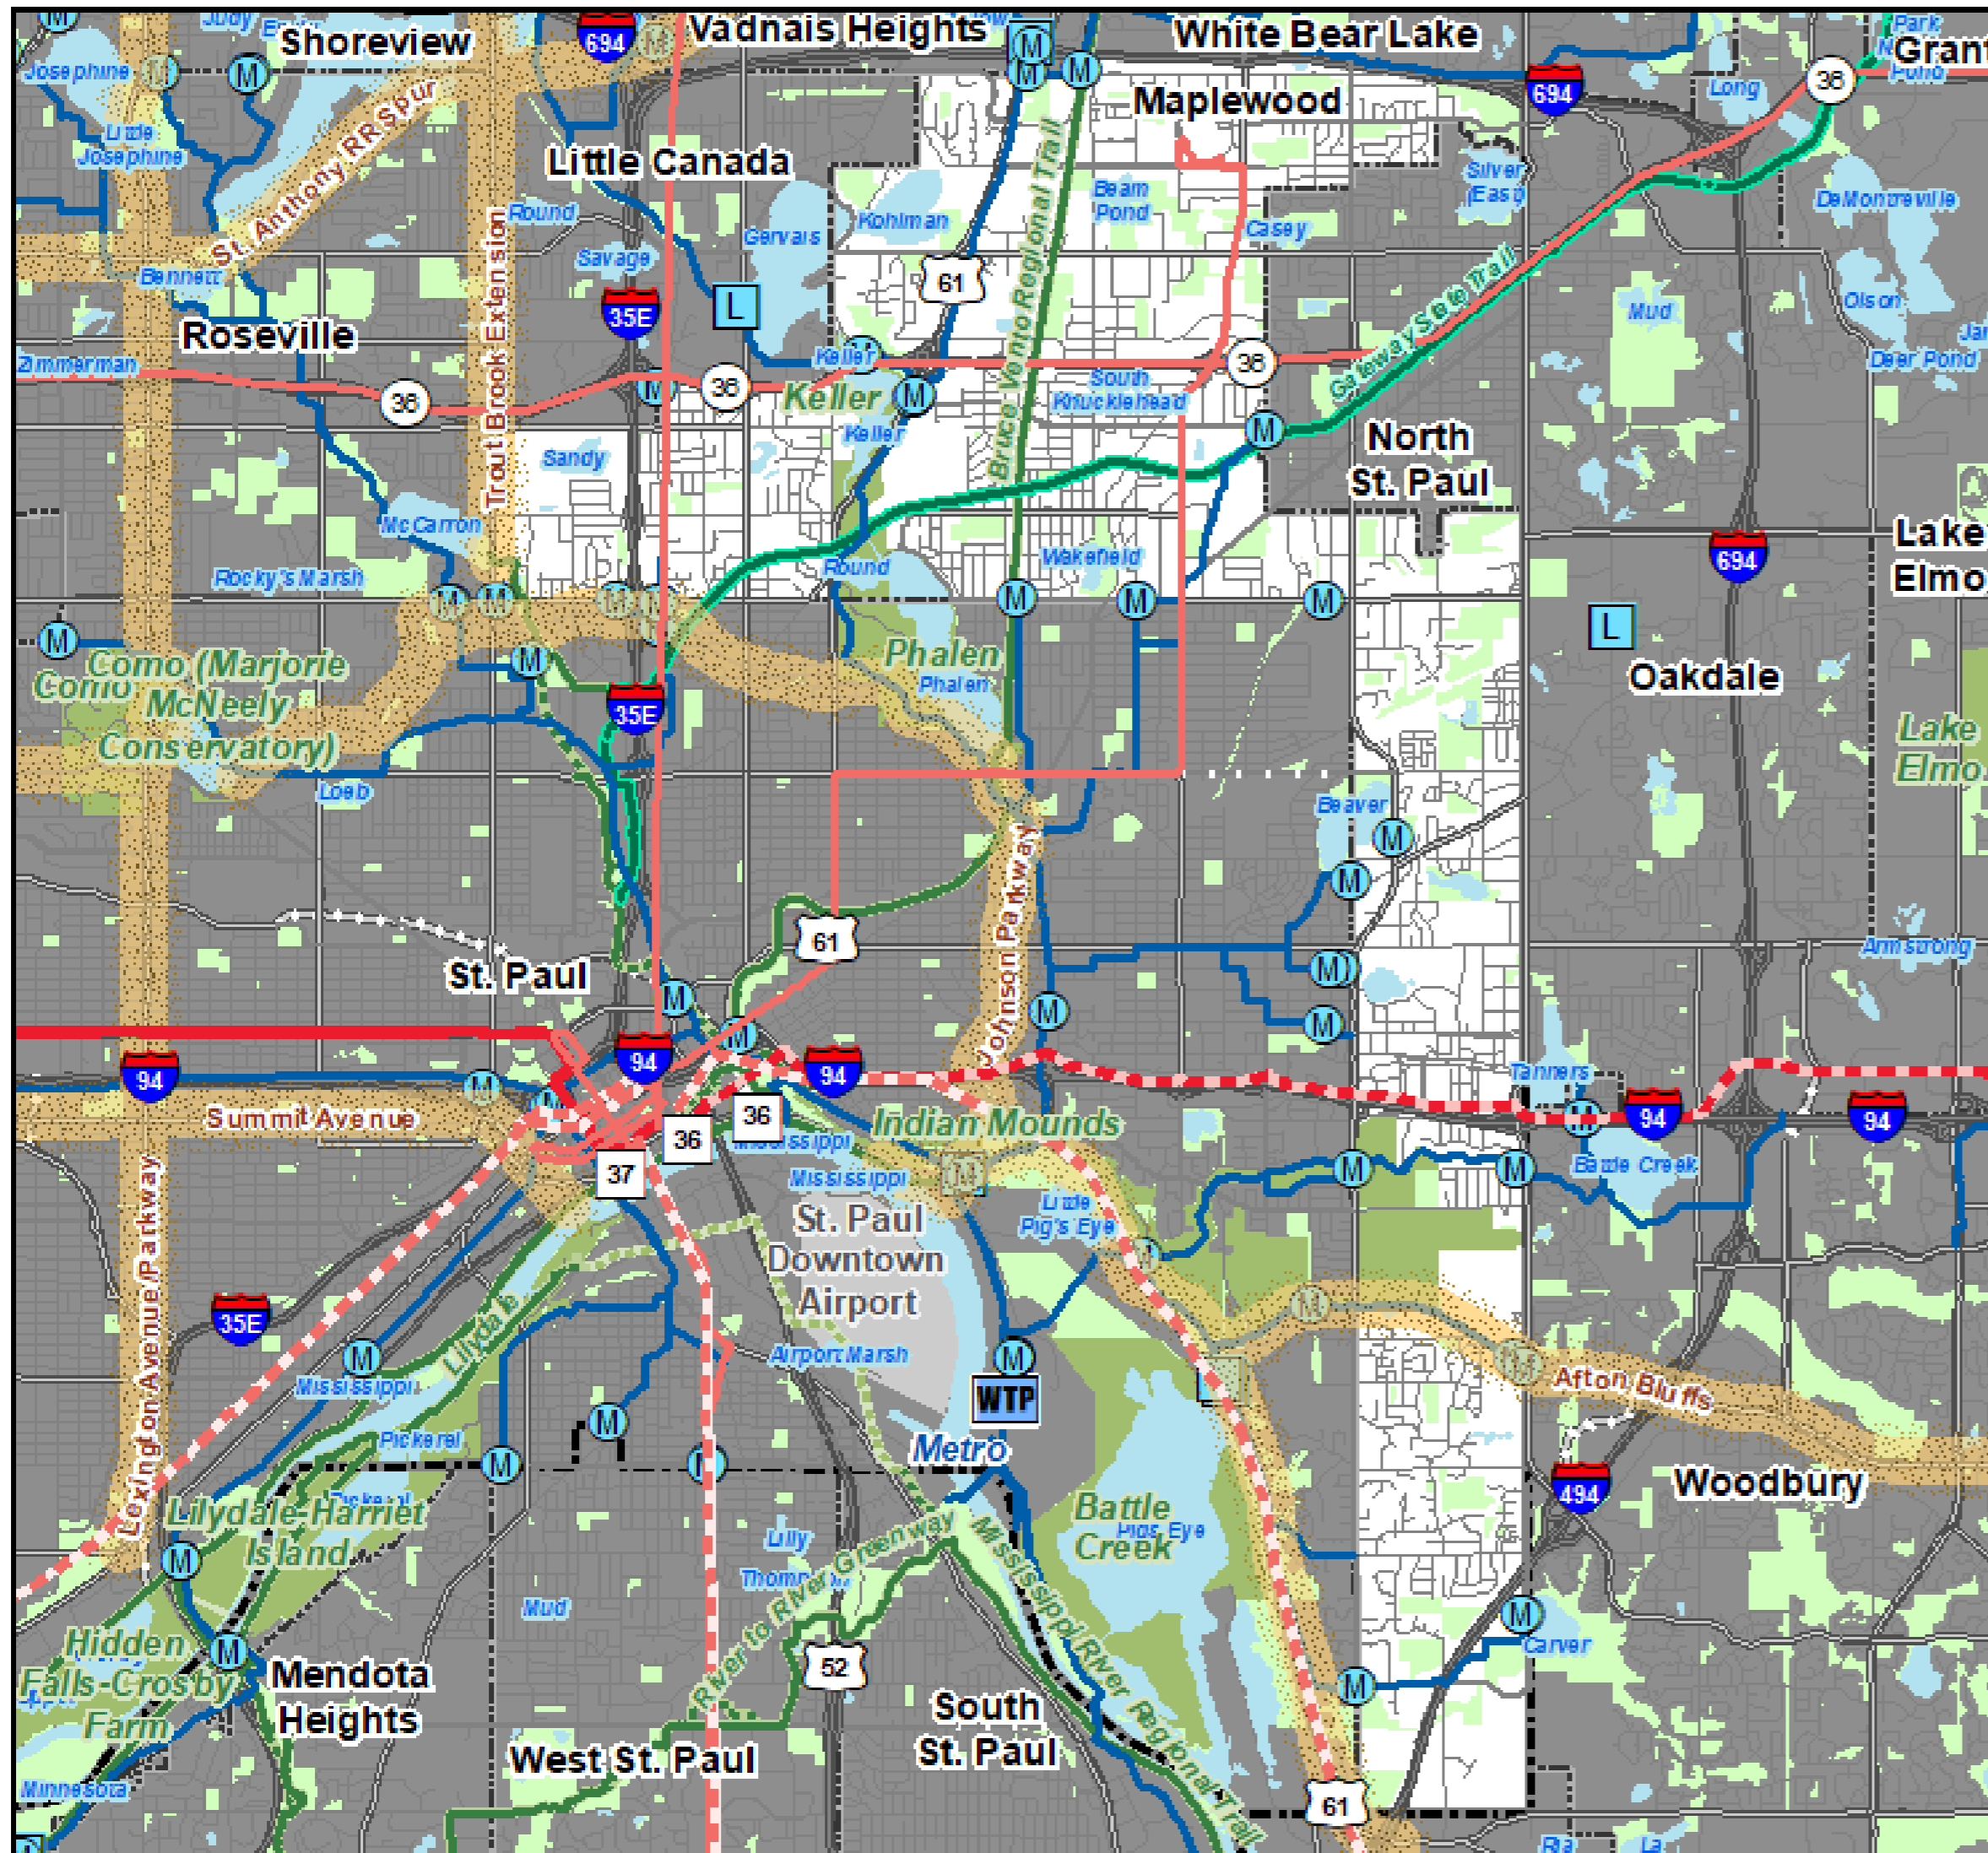 Shoreview
694
M
Vadnais Heights
M
White Bear Lake
Park
Grant
Pond
Josephine
M
M
M
M
Maplewood
694
Long
36
Little
Josephine
St. Anthony RR Spur
Little Canada
Silver
(East)
Round
Gervais
Kohlman
Beam
Pond
Casey
DeMontreville
Savage
Bennett
Trout Brook Extension
35E
L
61
Bruce Vento Regional Trail
Gateway State Trail
Mud
Olson
Roseville
Zimmerman
Keller
M
36
Deer Pond
36
M
36
Keller
M
South
Knucklehead
Keller
M
North
St. Paul
Sandy
McCarron
Lake
Elmo
694
Rocky's Marsh
Round
Wakefield
M
M
M
M
M
M
M
M
L
Como (Marjorie
McNeely
Conservatory)
Como
M
Phalen
Phalen
Oakdale
35E
Lake
Elmo
Loeb
Beaver
M
M
Johnson Parkway
61
Armstrong
St. Paul
M
M
M
M
M
94
94
94
M
Tanners
M
94
94
Summit Avenue
36
36
37
Indian Mounds
Mississippi
Mississippi
M
M
M
Battle Creek
St. Paul
Downtown
Airport
Little
Pig's Eye
M
Lexington Avenue/Parkway
35E
Lilydale
M
Mississippi
Airport Marsh
M
WTP
Metro
M
M
Afton Bluffs
Pickerel
M
M
M
494
Woodbury
Lilydale-Harriet
Island
Pickerel
Lilly
River to River Greenway
Mississippi River Regional Trail
Battle
Creek
Pigs Eye
M
Mud
M
Carver
Hidden
Falls-Crosby
Farm
M
Mendota
Heights
52
South
St. Paul
M
West St. Paul
Minnesota
61
La